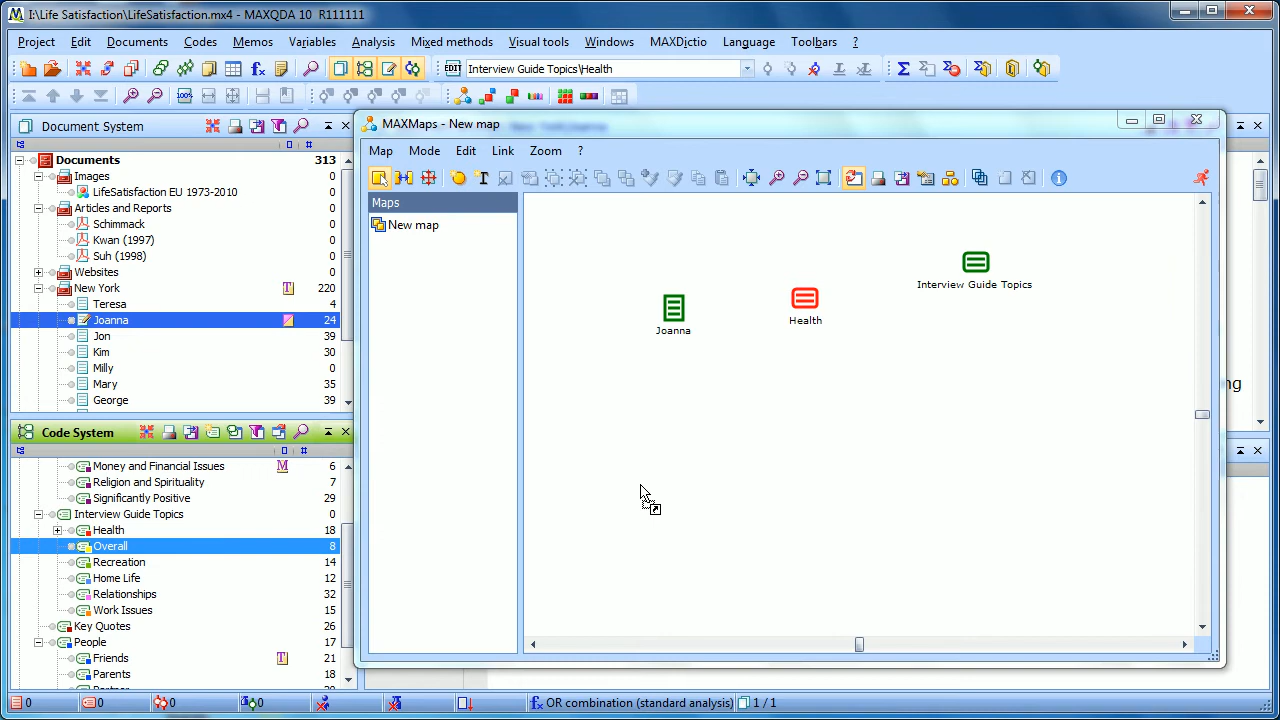 I:\Life Satisfaction\LifeSatisfaction.mx4 - MAXQDA 10 R111111
Project Edit Documents Codes Memos Variables Analysis Mixed methods Visual tools Windows MAXDictio Language Toolbars ?
EDIT Interview Guide Topics\Health
100%
Document System
Documents 313
Images 0
LifeSatisfaction EU 1973-2010 0
Articles and Reports 0
Schimmack 0
Kwan (1997) 0
Suh (1998) 0
Websites 0
New York T 220
Teresa 4
Joanna 24
Jon 39
Kim 30
Milly 0
Mary 35
George 39
Code System
Money and Financial Issues M 6
Religion and Spirituality 7
Significantly Positive 29
Interview Guide Topics 0
Health 18
Overall 8
Recreation 14
Home Life 12
Relationships 32
Work Issues 15
Key Quotes 26
People 17
Friends T 21
Parents 18
MAXMaps - New map
Map Mode Edit Link Zoom ?
Maps
New map
Interview Guide Topics
Joanna
Health
ng
0 0 0 0 OR combination (standard analysis) 1 / 1